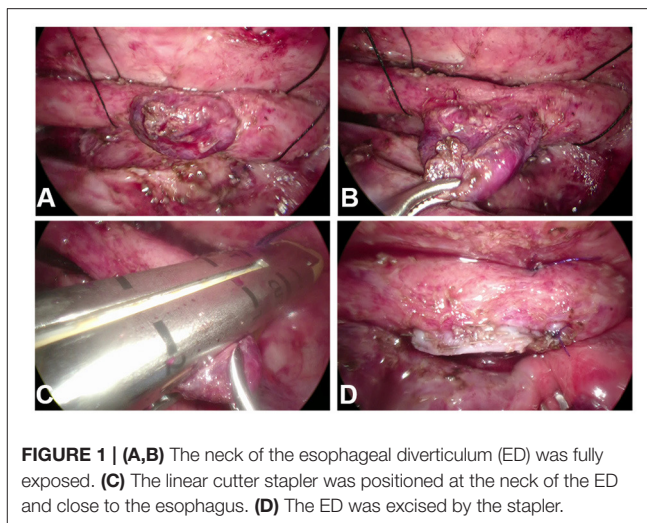 A
B
C
D
FIGURE 1 | (A,B) The neck of the esophageal diverticulum (ED) was fully
exposed. (C) The linear cutter stapler was positioned at the neck of the ED
and close to the esophagus. (D) The ED was excised by the stapler.